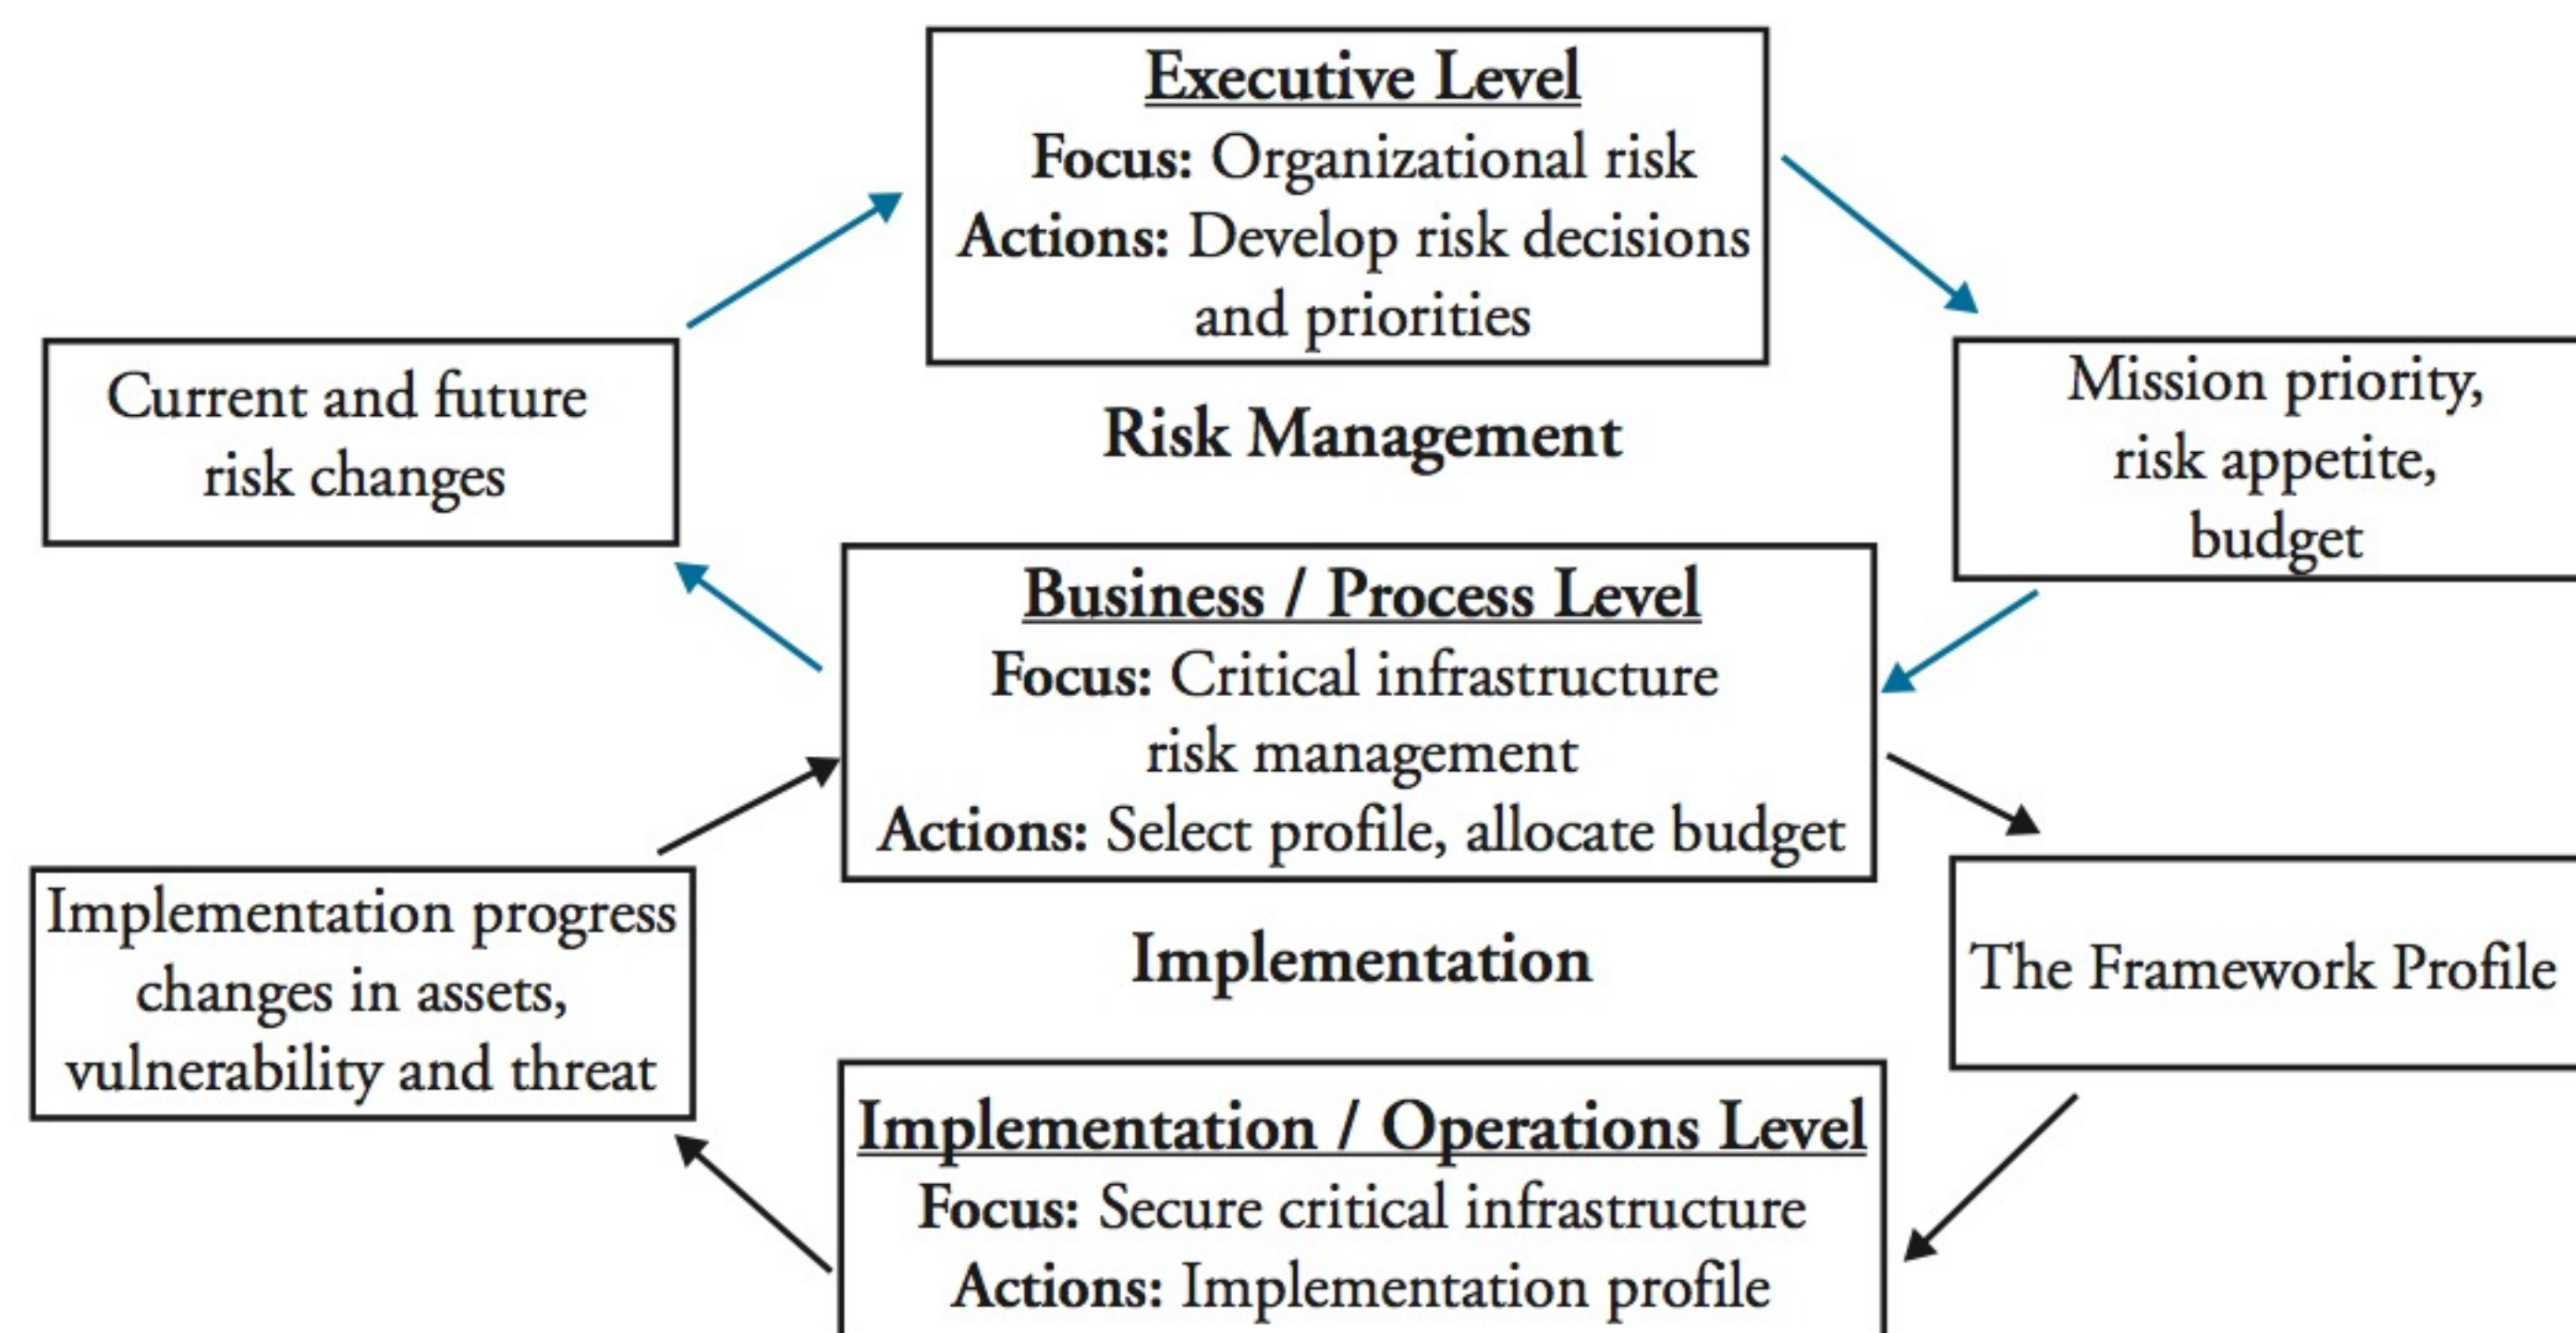 Executive Level
Focus: Organizational risk
Actions: Develop risk decisions
and priorities
Current and future
risk changes
Risk Management
Mission priority,
risk appetite,
budget
Business / Process Level
Focus: Critical infrastructure
risk management
Actions: Select profile, allocate budget
Implementation progress
changes in assets,
vulnerability and threat
Implementation
The Framework Profile
Implementation / Operations Level
Focus: Secure critical infrastructure
Actions: Implementation profile